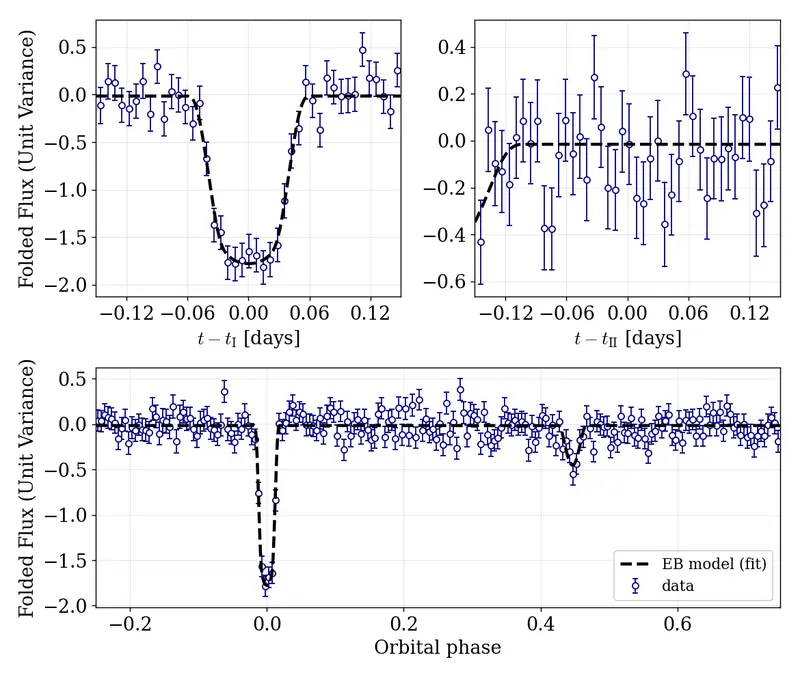 Folded Flux (Unit Variance)
0.5
0.0
−0.5
−1.0
−1.5
−2.0
−0.12 −0.06 0.00 0.06 0.12
t − t_I [days]
0.4
0.2
0.0
−0.2
−0.4
−0.6
−0.12 −0.06 0.00 0.06 0.12
t − t_II [days]
Folded Flux (Unit Variance)
0.5
0.0
−0.5
−1.0
−1.5
−2.0
−0.2 0.0 0.2 0.4 0.6
Orbital phase
EB model (fit)
data